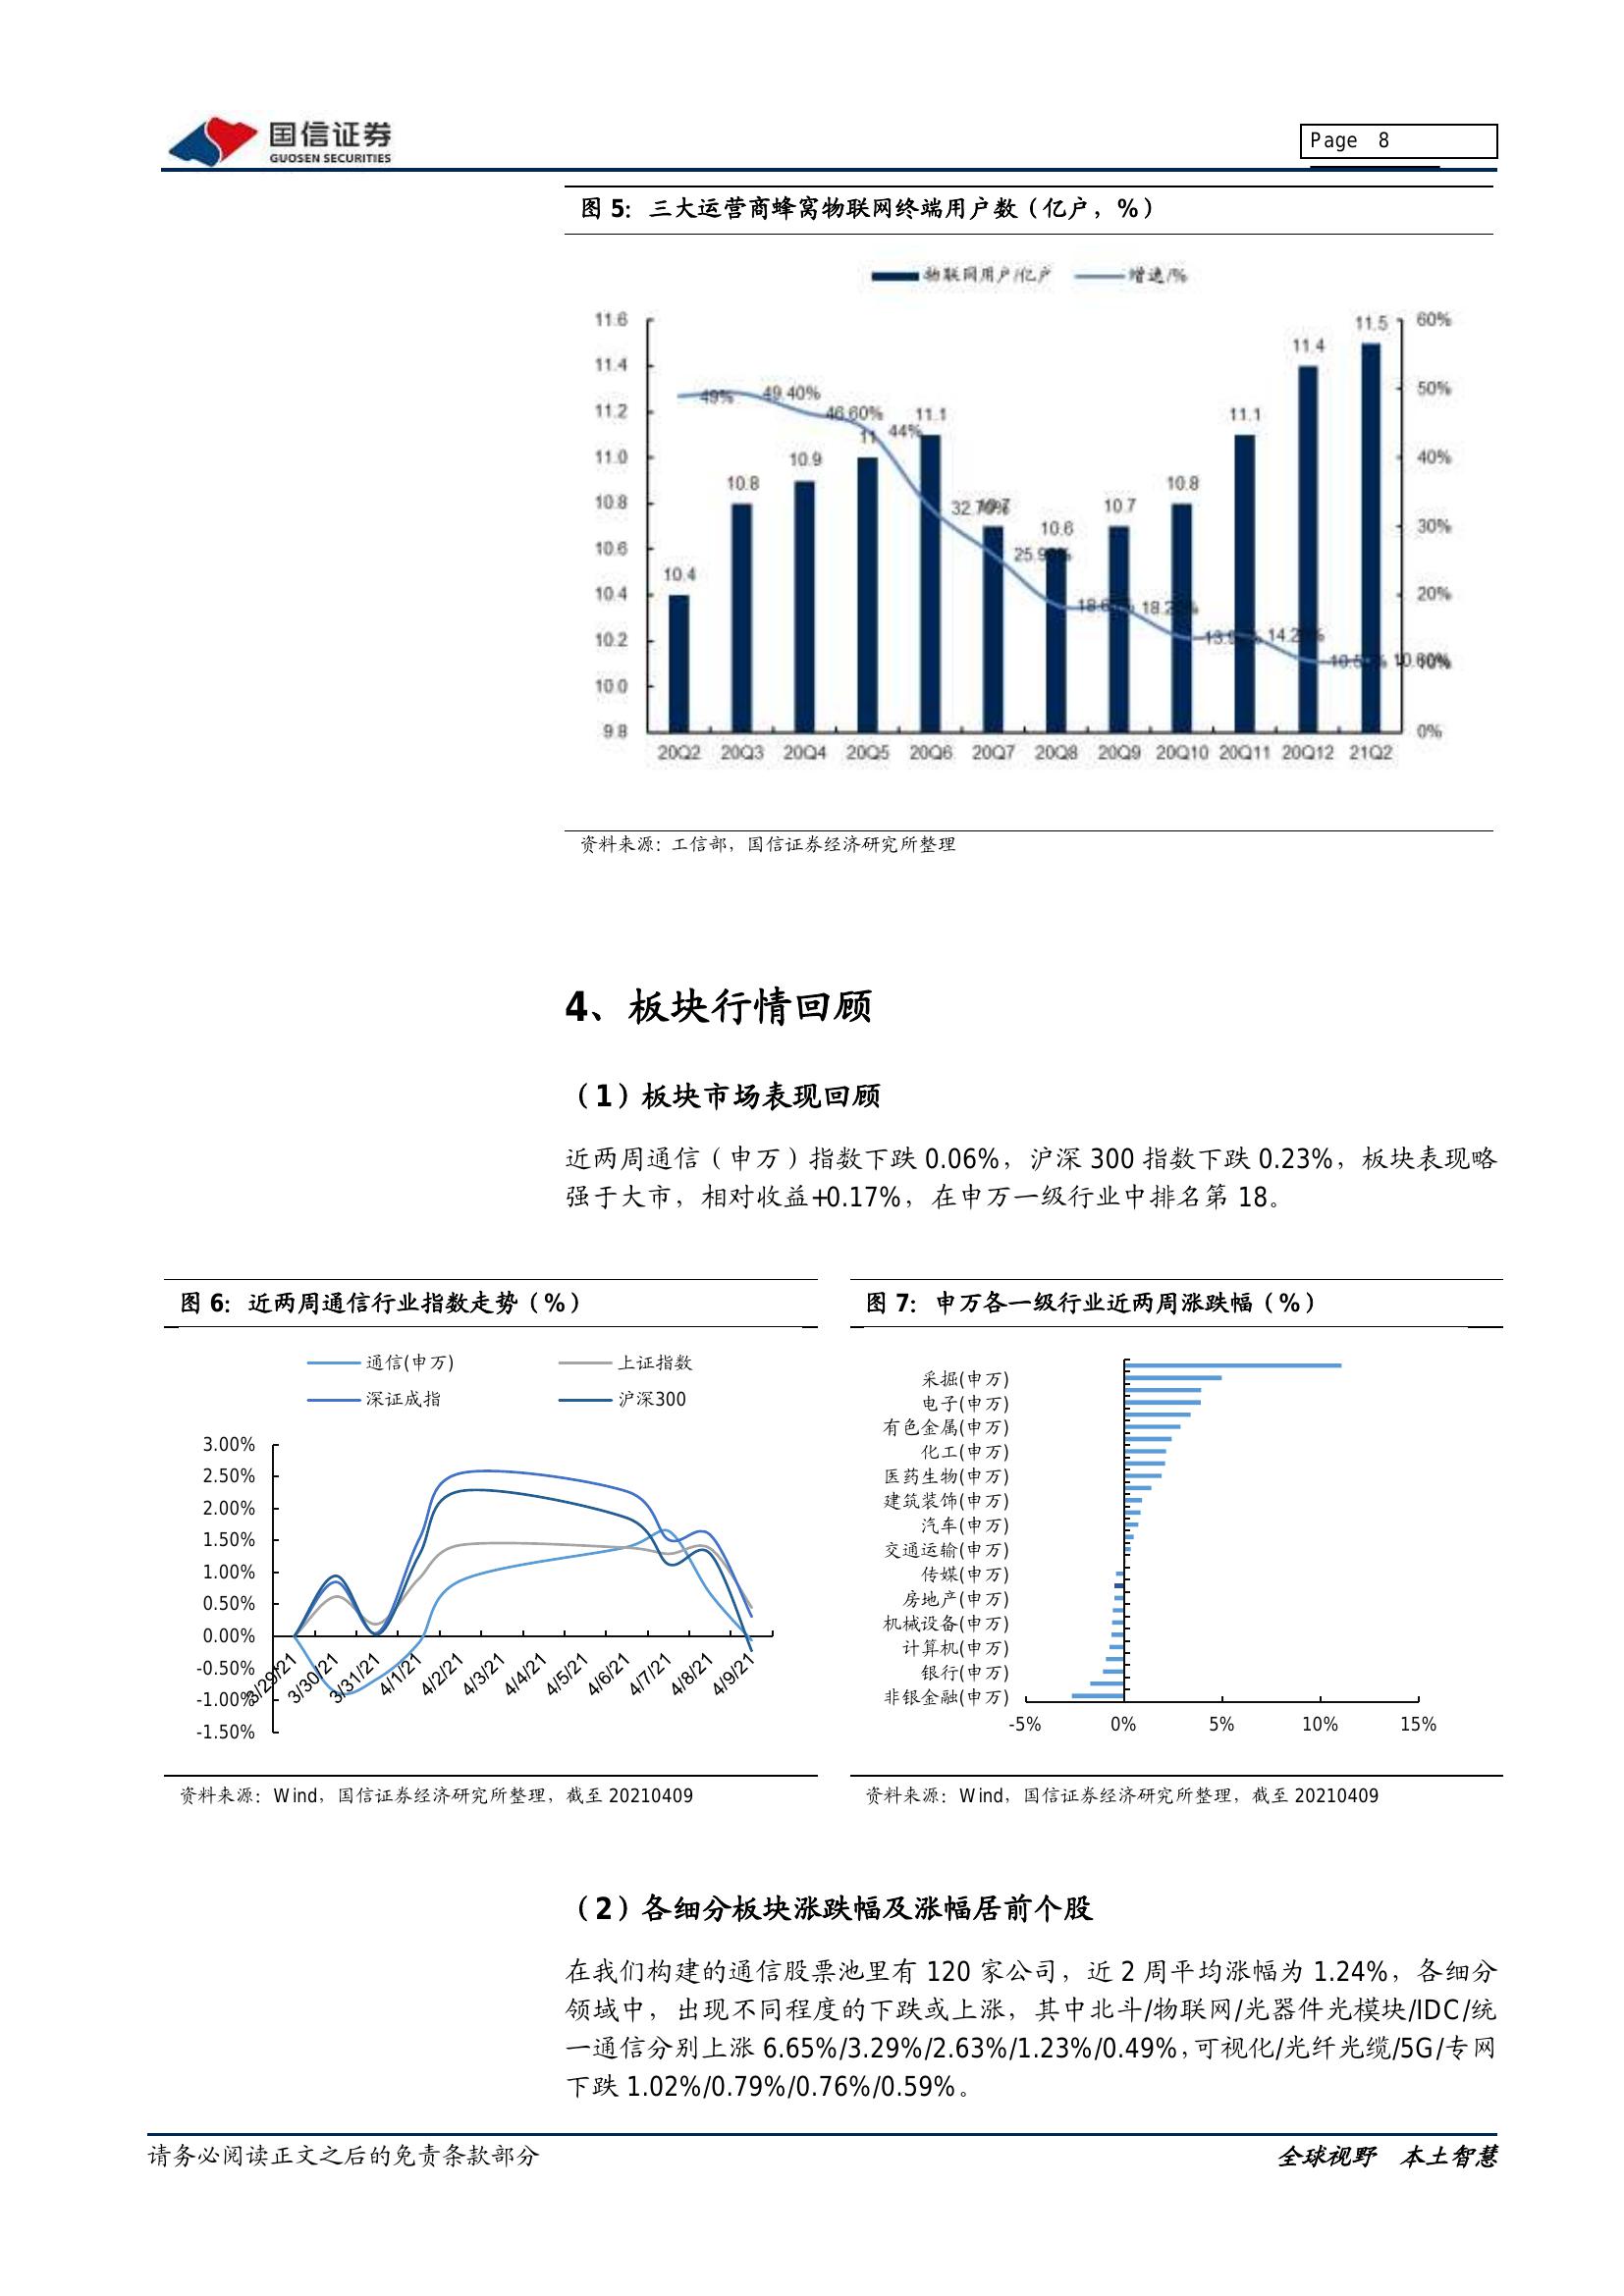 国信证券
GUOSEN SECURITIES
Page 8
图 5：三大运营商蜂窝物联网终端用户数（亿户，%）
物联网用户/亿户 增速/%
11.6
11.4
11.2
11.0
10.8
10.6
10.4
10.2
10.0
9.8
60%
50%
40%
30%
20%
10%
0%
10.4 10.8 10.9 11 11.1 10.7 10.6 10.7 10.8 11.1 11.4 11.5
49% 49.40% 46.60% 44% 32.70%
20Q2 20Q3 20Q4 20Q5 20Q6 20Q7 20Q8 20Q9 20Q10 20Q11 20Q12 21Q2
资料来源：工信部，国信证券经济研究所整理
4、板块行情回顾
（1）板块市场表现回顾
近两周通信（申万）指数下跌 0.06%，沪深 300 指数下跌 0.23%，板块表现略
强于大市，相对收益+0.17%，在申万一级行业中排名第 18。
图 6：近两周通信行业指数走势（%）
通信(申万) 上证指数
深证成指 沪深300
3.00%
2.50%
2.00%
1.50%
1.00%
0.50%
0.00%
-0.50%
-1.00%
-1.50%
3/29/21 3/30/21 3/31/21 4/1/21 4/2/21 4/3/21 4/4/21 4/5/21 4/6/21 4/7/21 4/8/21 4/9/21
资料来源：Wind，国信证券经济研究所整理，截至 20210409
图 7：申万各一级行业近两周涨跌幅（%）
采掘(申万)
电子(申万)
有色金属(申万)
化工(申万)
医药生物(申万)
建筑装饰(申万)
汽车(申万)
交通运输(申万)
传媒(申万)
房地产(申万)
机械设备(申万)
计算机(申万)
银行(申万)
非银金融(申万)
-5% 0% 5% 10% 15%
资料来源：Wind，国信证券经济研究所整理，截至 20210409
（2）各细分板块涨跌幅及涨幅居前个股
在我们构建的通信股票池里有 120 家公司，近 2 周平均涨幅为 1.24%，各细分
领域中，出现不同程度的下跌或上涨，其中北斗/物联网/光器件光模块/IDC/统
一通信分别上涨 6.65%/3.29%/2.63%/1.23%/0.49%，可视化/光纤光缆/5G/专网
下跌 1.02%/0.79%/0.76%/0.59%。
请务必阅读正文之后的免责条款部分
全球视野 本土智慧